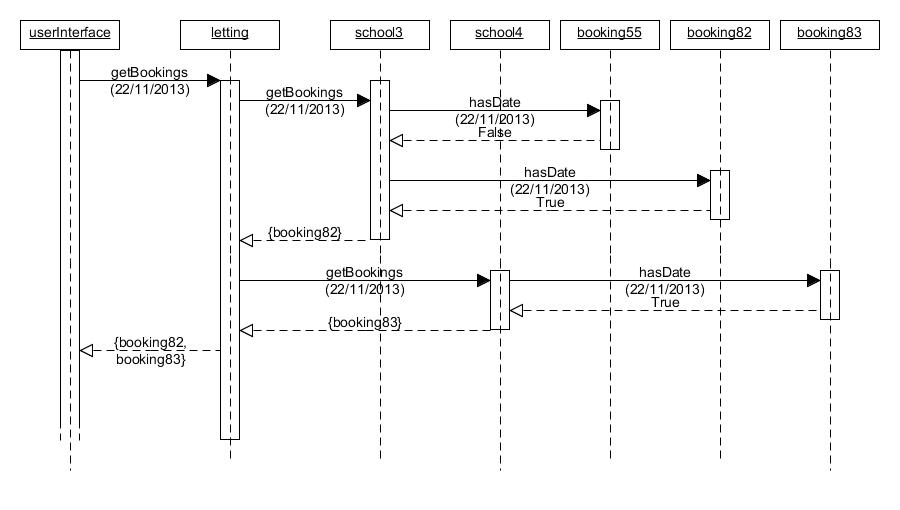 userInterface
letting
school3
school4
booking55
booking82
booking83
getBookings
(22/11/2013)
getBookings
(22/11/2013)
hasDate
(22/11/2013)
False
hasDate
(22/11/2013)
True
{booking82}
getBookings
(22/11/2013)
hasDate
(22/11/2013)
True
{booking83}
{booking82,
booking83}